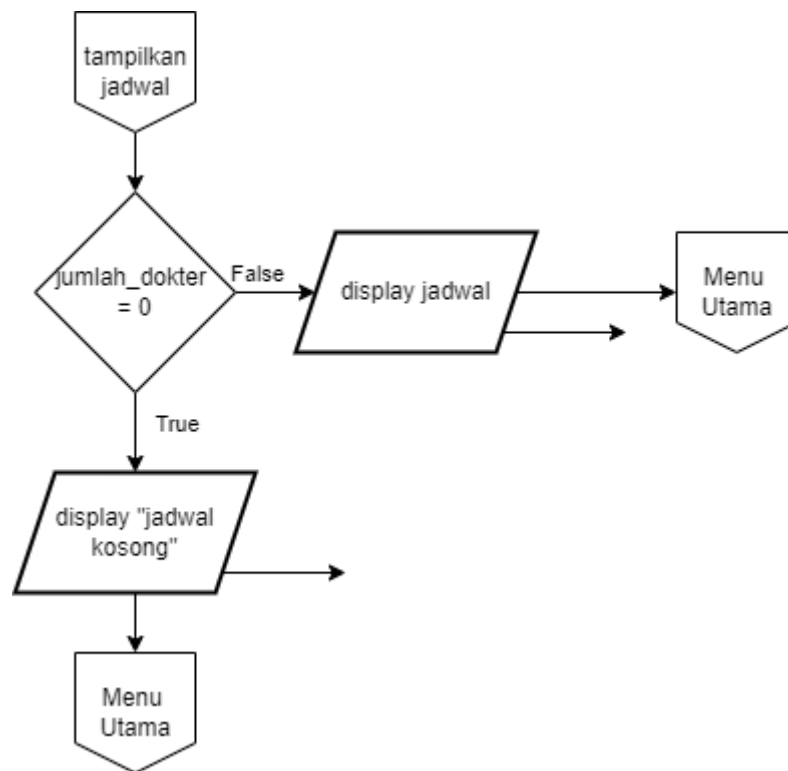 tampilkan
jadwal
jumlah_dokter
= 0
False
display jadwal
Menu
Utama
True
display "jadwal
kosong"
Menu
Utama